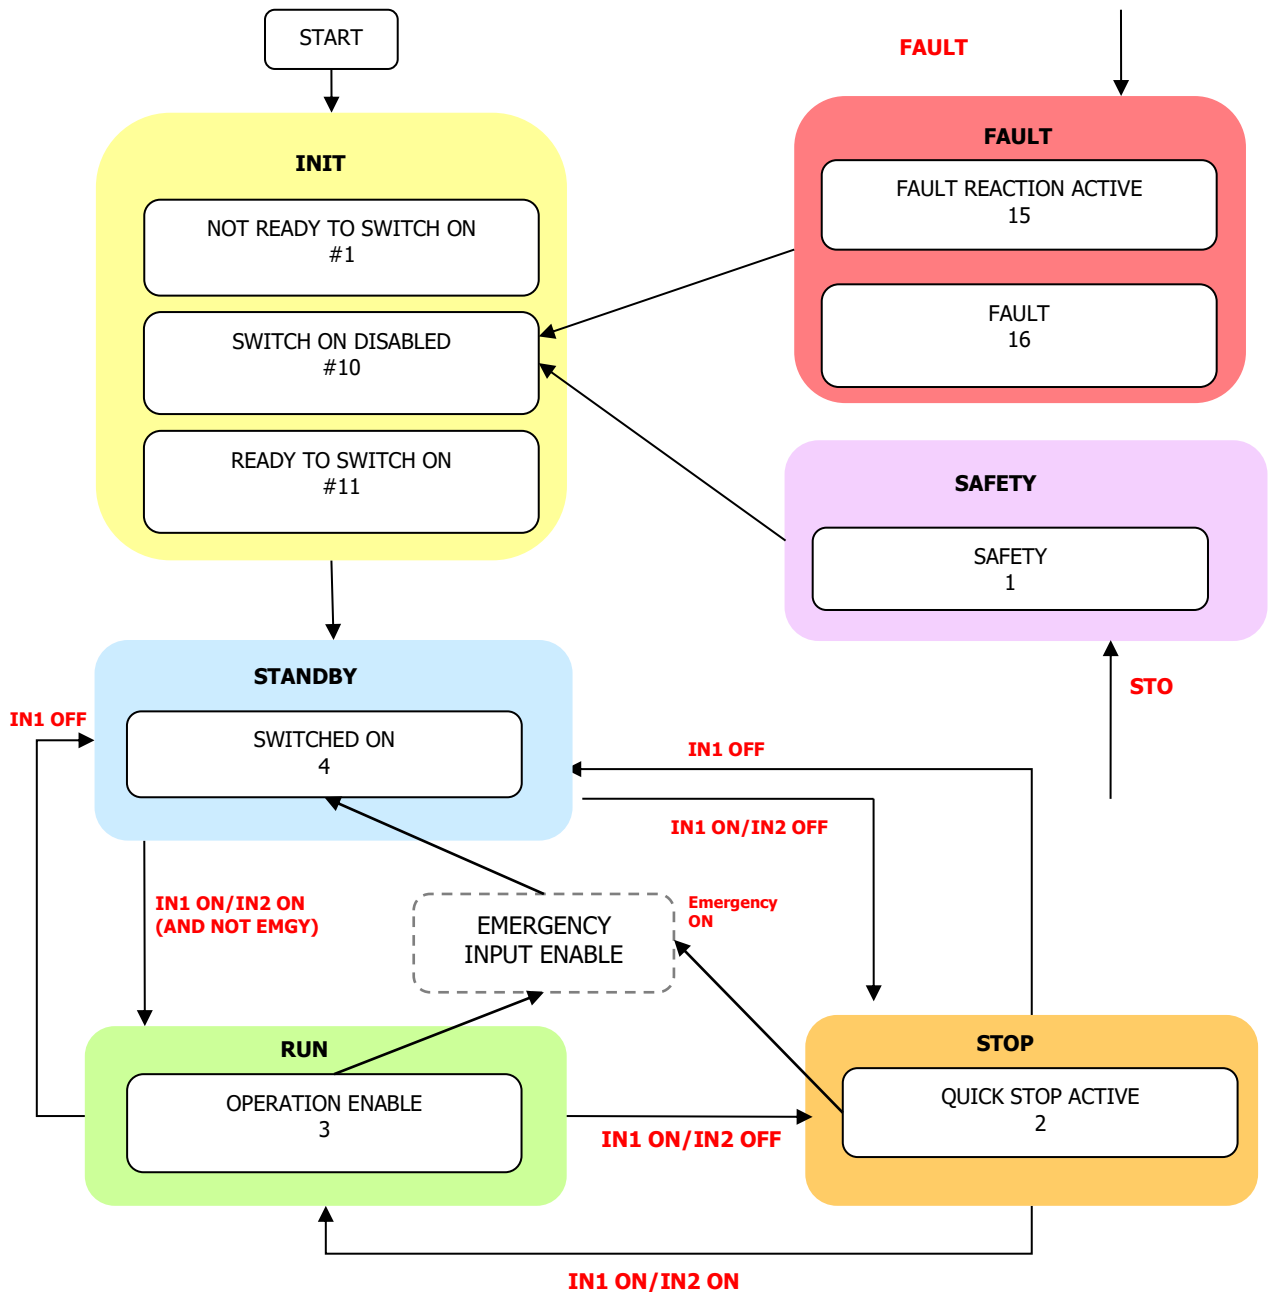 START
FAULT
INIT
NOT READY TO SWITCH ON
#1
SWITCH ON DISABLED
#10
READY TO SWITCH ON
#11
FAULT
FAULT REACTION ACTIVE
15
FAULT
16
SAFETY
SAFETY
1
STO
STANDBY
SWITCHED ON
4
IN1 OFF
IN1 OFF
IN1 ON/IN2 OFF
IN1 ON/IN2 ON
(AND NOT EMGY)
EMERGENCY
INPUT ENABLE
Emergency
ON
RUN
OPERATION ENABLE
3
IN1 ON/IN2 OFF
STOP
QUICK STOP ACTIVE
2
IN1 ON/IN2 ON